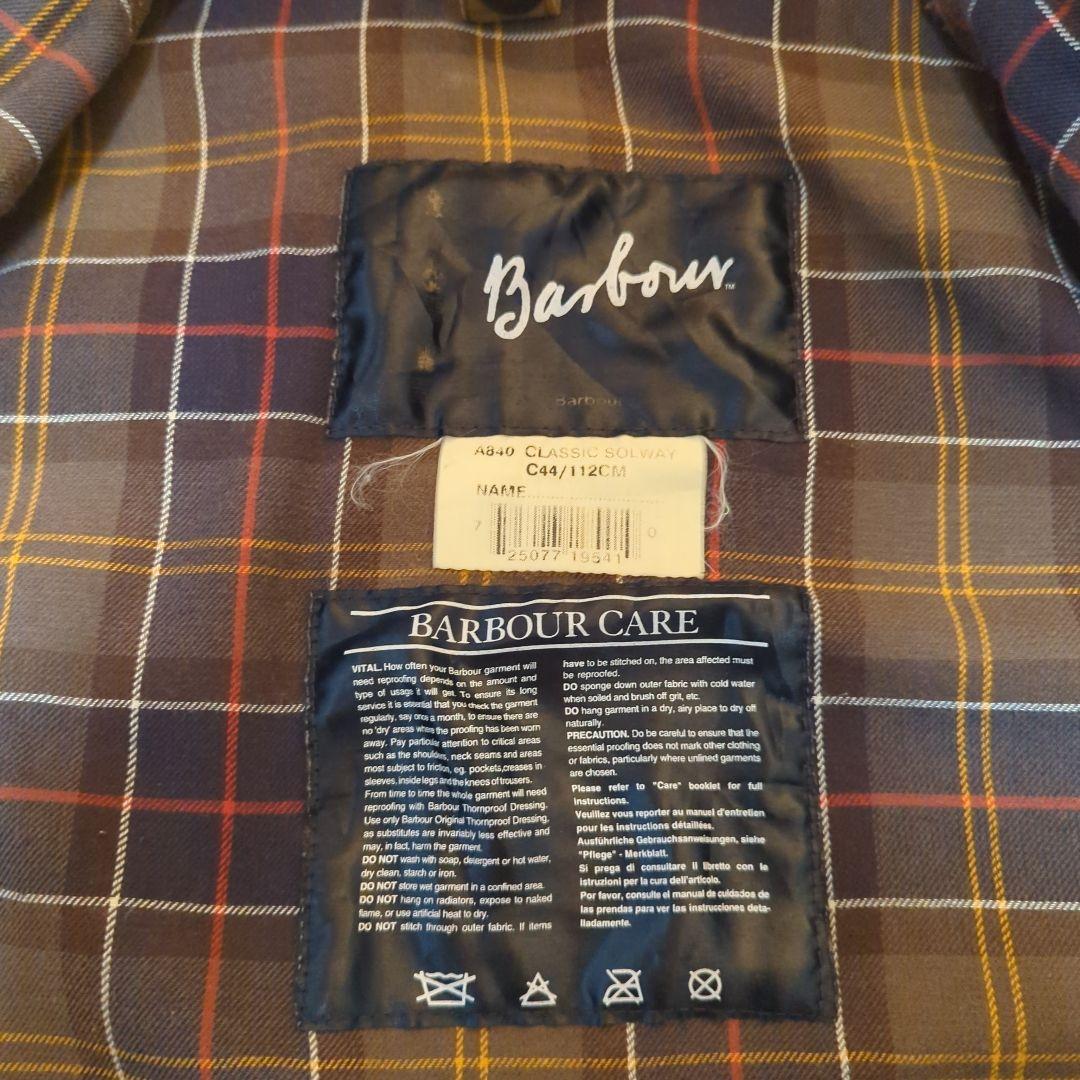 Barbour™
Barbour
A840 CLASSIC SOLWAY
C44/112CM
NAME
7 25077 19541 0
BARBOUR CARE
VITAL. How often your Barbour garment will
need reproofing depends on the amount and
type of usage it will get. To ensure its long
service it is essential that you check the garment
regularly, say once a month, to ensure there are
no 'dry' areas where the proofing has been worn
away. Pay particular attention to critical areas
such as the shoulders, neck seams and areas
most subject to friction, eg. pockets,creases in
sleeves, inside legs and the knees of trousers.
From time to time the whole garment will need
reproofing with Barbour Thornproof Dressing.
Use only Barbour Original Thornproof Dressing,
as substitutes are invariably less effective and
may, in fact, harm the garment.
DO NOT wash with soap, detergent or hot water,
dry clean, starch or iron.
DO NOT store wet garment in a confined area.
DO NOT hang on radiators, expose to naked
flame, or use artificial heat to dry.
DO NOT stitch through outer fabric. If items
have to be stitched on, the area affected must
be reproofed.
DO sponge down outer fabric with cold water
when soiled and brush off grit, etc.
DO hang garment in a dry, airy place to dry off
naturally.
PRECAUTION. Do be careful to ensure that the
essential proofing does not mark other clothing
or fabrics, particularly where unlined garments
are chosen.
Please refer to "Care" booklet for full
instructions.
Veuillez vous reporter au manuel d'entretien
pour les instructions détaillées.
Ausführliche Gebrauchsanweisungen, siehe
"Pflege" - Merkblatt.
Si prega di consultare il libretto con le
istruzioni per la cura dell'articolo.
Por favor, consulte el manual de cuidados de
las prendas para ver las instrucciones deta-
lladamente.